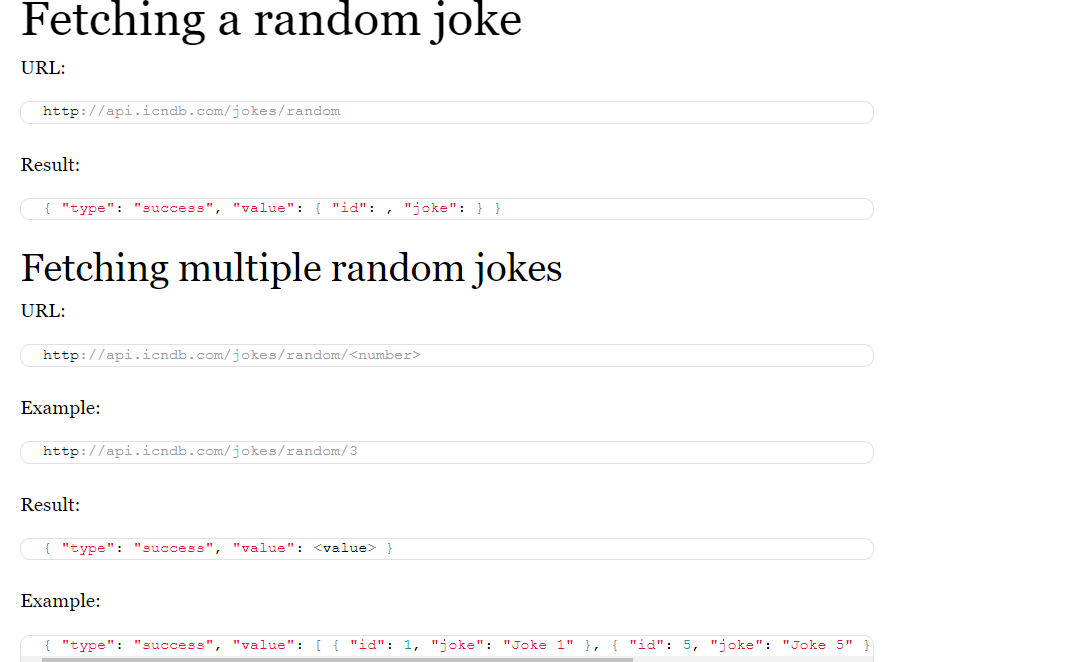 Fetching a random joke
URL:
http://api.icndb.com/jokes/random
Result:
{ "type": "success", "value": { "id": , "joke": } }
Fetching multiple random jokes
URL:
http://api.icndb.com/jokes/random/<number>
Example:
http://api.icndb.com/jokes/random/3
Result:
{ "type": "success", "value": <value> }
Example:
{ "type": "success", "value": [ { "id": 1, "joke": "Joke 1" }, { "id": 5, "joke": "Joke 5" }